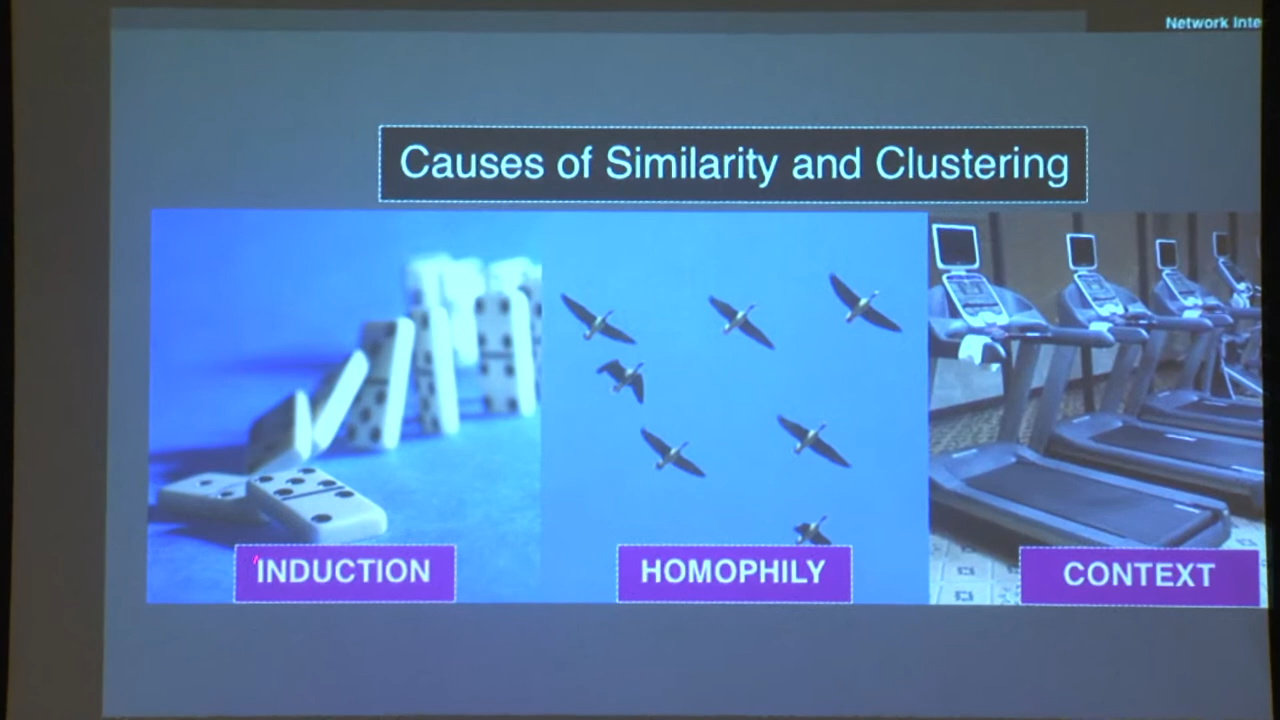 Network Inte
Causes of Similarity and Clustering
INDUCTION
HOMOPHILY
CONTEXT